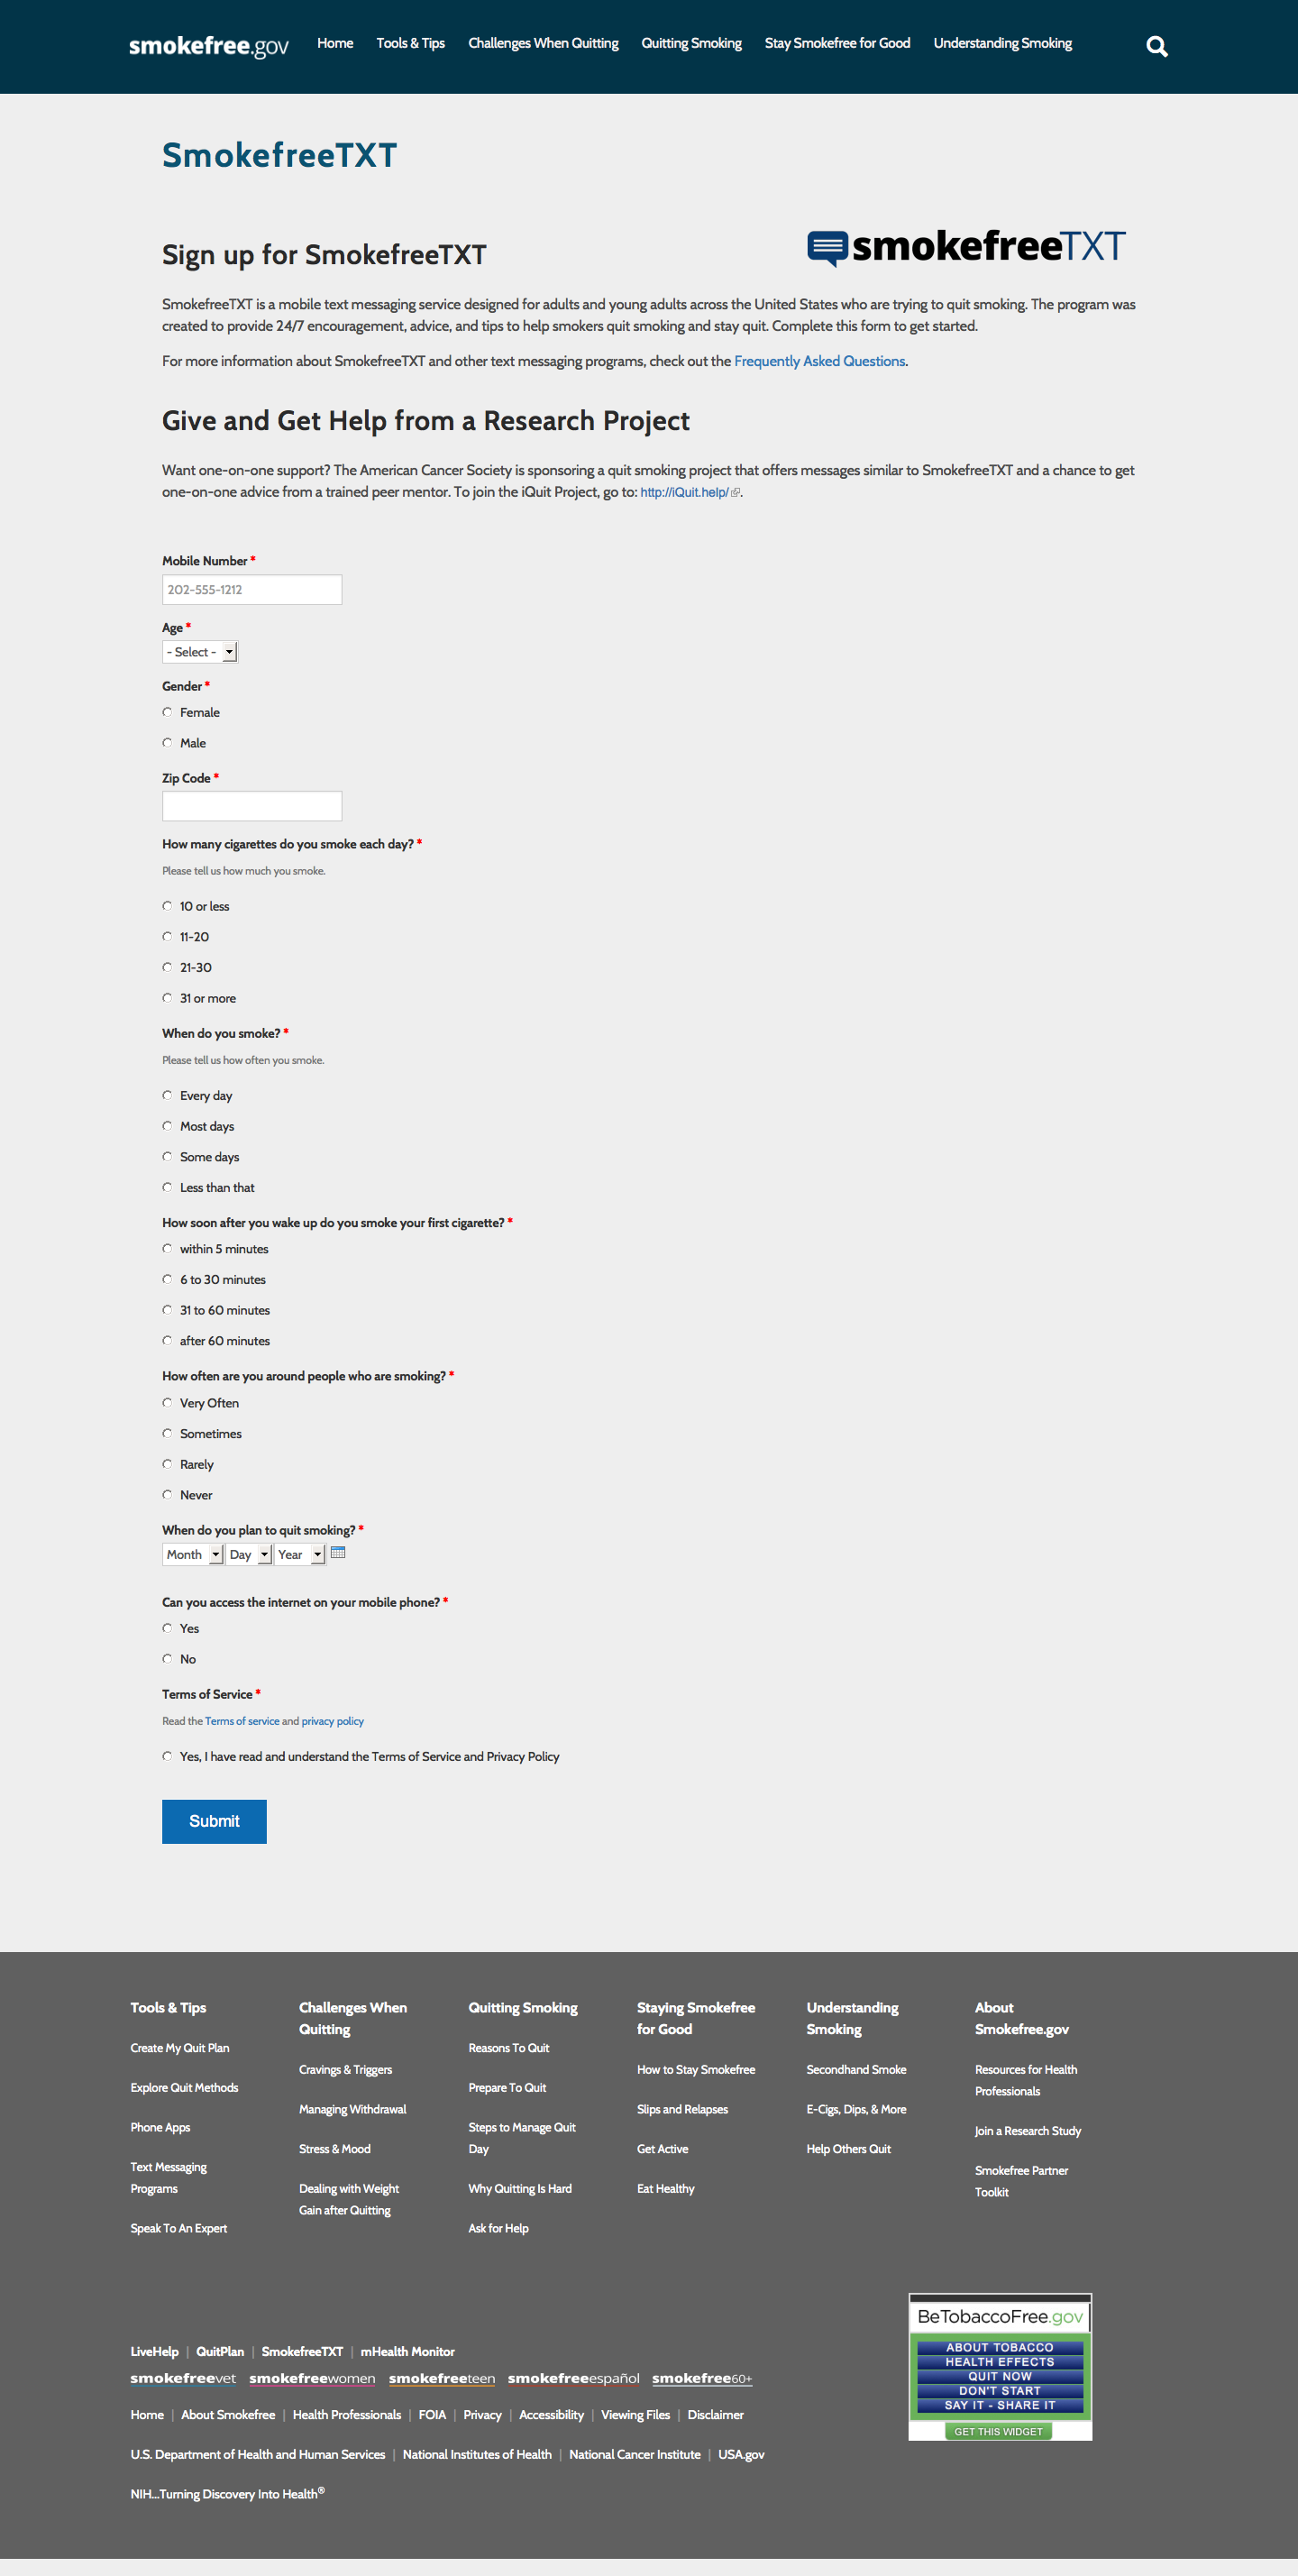 smokefree.gov Home Tools & Tips Challenges When Quitting Quitting Smoking Stay Smokefree for Good Understanding Smoking
SmokefreeTXT
Sign up for SmokefreeTXT
smokefreeTXT
SmokefreeTXT is a mobile text messaging service designed for adults and young adults across the United States who are trying to quit smoking. The program was
created to provide 24/7 encouragement, advice, and tips to help smokers quit smoking and stay quit. Complete this form to get started.
For more information about SmokefreeTXT and other text messaging programs, check out the Frequently Asked Questions.
Give and Get Help from a Research Project
Want one-on-one support? The American Cancer Society is sponsoring a quit smoking project that offers messages similar to SmokefreeTXT and a chance to get
one-on-one advice from a trained peer mentor. To join the iQuit Project, go to: http://iQuit.help/.
Mobile Number *
202-555-1212
Age *
- Select -
Gender *
Female
Male
Zip Code *
How many cigarettes do you smoke each day? *
Please tell us how much you smoke.
10 or less
11-20
21-30
31 or more
When do you smoke? *
Please tell us how often you smoke.
Every day
Most days
Some days
Less than that
How soon after you wake up do you smoke your first cigarette? *
within 5 minutes
6 to 30 minutes
31 to 60 minutes
after 60 minutes
How often are you around people who are smoking? *
Very Often
Sometimes
Rarely
Never
When do you plan to quit smoking? *
Month Day Year
Can you access the internet on your mobile phone? *
Yes
No
Terms of Service *
Read the Terms of service and privacy policy
Yes, I have read and understand the Terms of Service and Privacy Policy
Submit
Tools & Tips
Create My Quit Plan
Explore Quit Methods
Phone Apps
Text Messaging
Programs
Speak To An Expert
Challenges When
Quitting
Cravings & Triggers
Managing Withdrawal
Stress & Mood
Dealing with Weight
Gain after Quitting
Quitting Smoking
Reasons To Quit
Prepare To Quit
Steps to Manage Quit
Day
Why Quitting Is Hard
Ask for Help
Staying Smokefree
for Good
How to Stay Smokefree
Slips and Relapses
Get Active
Eat Healthy
Understanding
Smoking
Secondhand Smoke
E-Cigs, Dips, & More
Help Others Quit
About
Smokefree.gov
Resources for Health
Professionals
Join a Research Study
Smokefree Partner
Toolkit
LiveHelp | QuitPlan | SmokefreeTXT | mHealth Monitor
smokefreevet smokefreewomen smokefreeteen smokefreeespañol smokefree60+
Home | About Smokefree | Health Professionals | FOIA | Privacy | Accessibility | Viewing Files | Disclaimer
U.S. Department of Health and Human Services | National Institutes of Health | National Cancer Institute | USA.gov
NIH...Turning Discovery Into Health®
BeTobaccoFree.gov
ABOUT TOBACCO
HEALTH EFFECTS
QUIT NOW
DON'T START
SAY IT - SHARE IT
GET THIS WIDGET